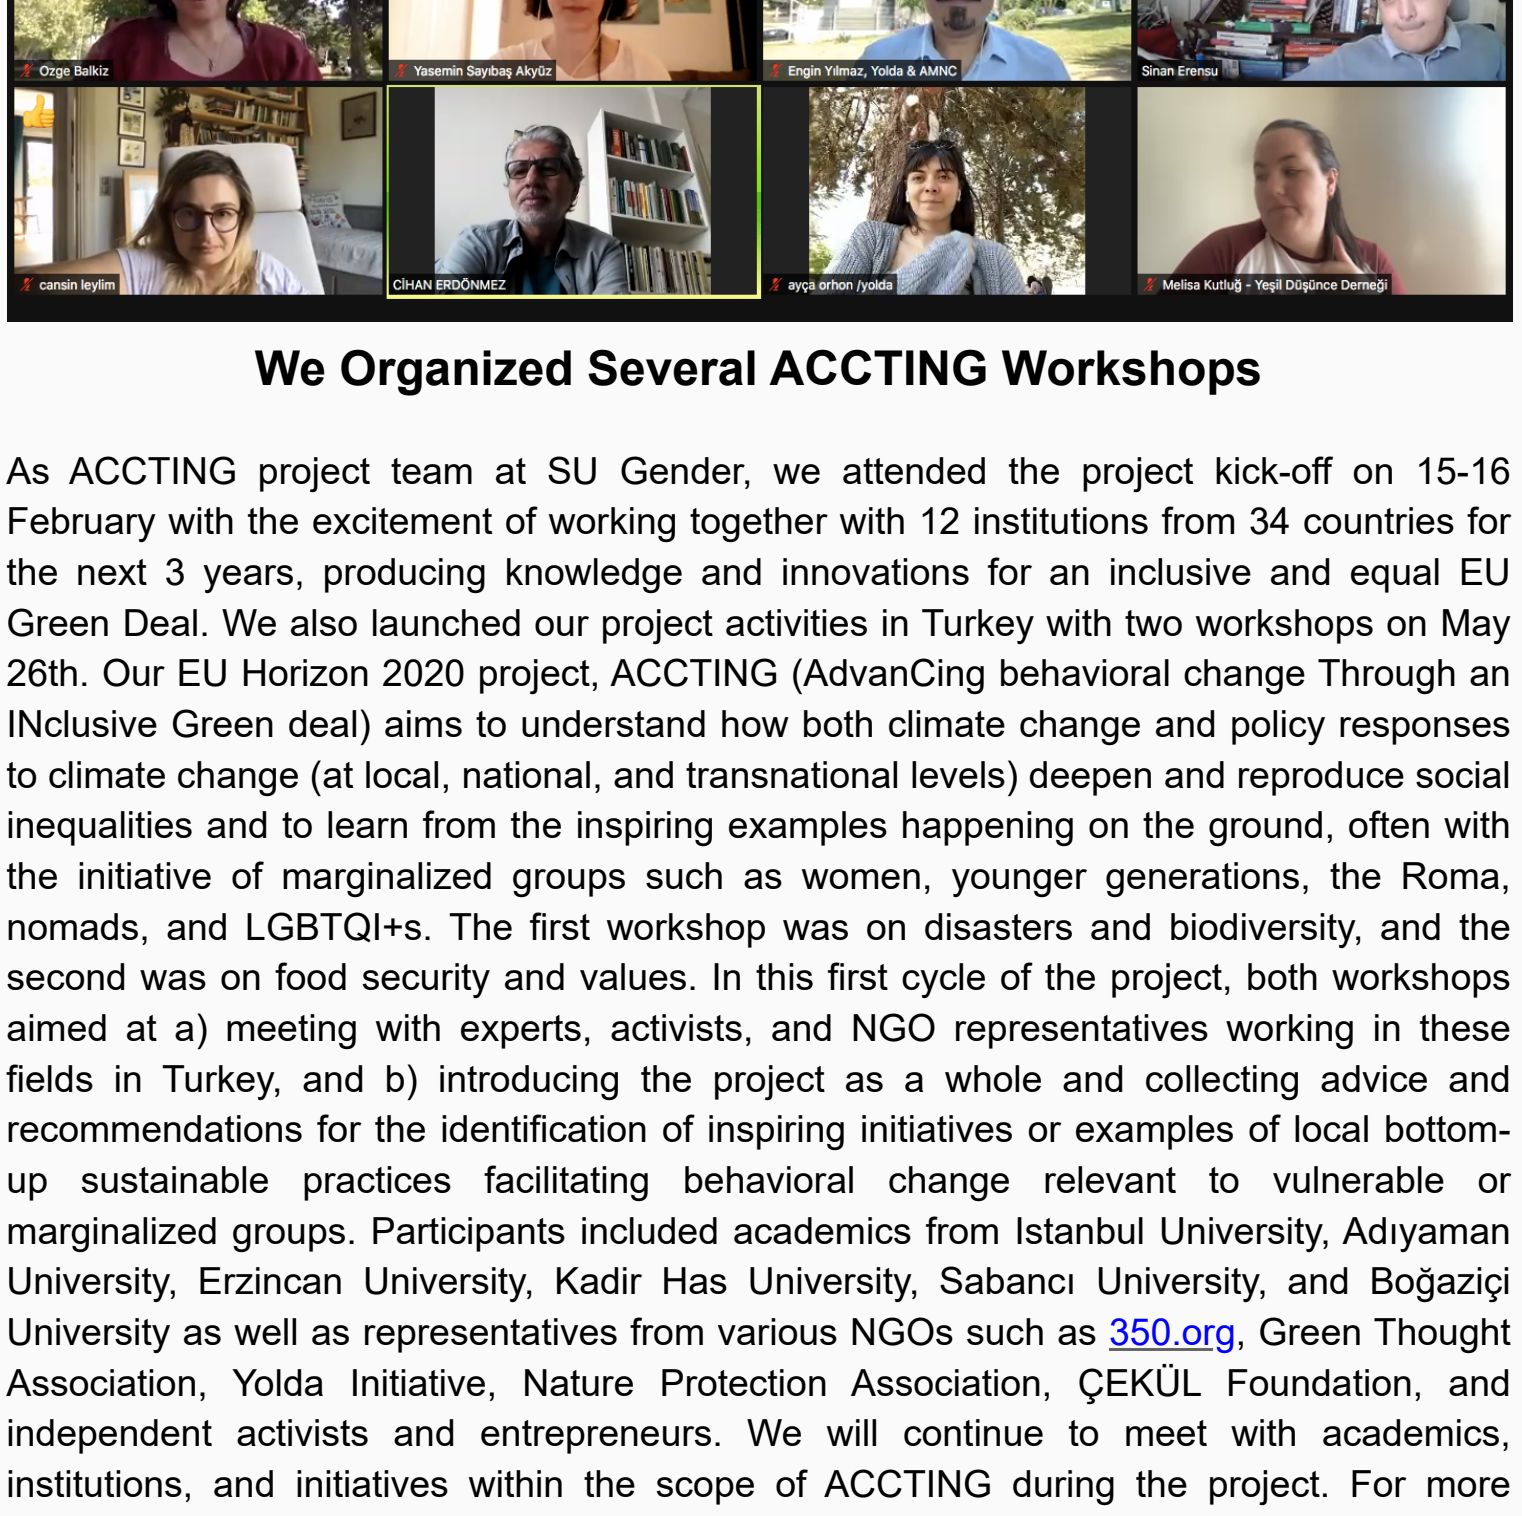 Ozge Balkiz
Yasemin Sayıbaş Akyüz
Engin Yılmaz, Yolda & AMNC
Sinan Erensu
cansin leylim
CİHAN ERDÖNMEZ
ayça orhon /yolda
Melisa Kutluğ - Yeşil Düşünce Derneği
We Organized Several ACCTING Workshops
As ACCTING project team at SU Gender, we attended the project kick-off on 15-16
February with the excitement of working together with 12 institutions from 34 countries for
the next 3 years, producing knowledge and innovations for an inclusive and equal EU
Green Deal. We also launched our project activities in Turkey with two workshops on May
26th. Our EU Horizon 2020 project, ACCTING (AdvanCing behavioral change Through an
INclusive Green deal) aims to understand how both climate change and policy responses
to climate change (at local, national, and transnational levels) deepen and reproduce social
inequalities and to learn from the inspiring examples happening on the ground, often with
the initiative of marginalized groups such as women, younger generations, the Roma,
nomads, and LGBTQI+s. The first workshop was on disasters and biodiversity, and the
second was on food security and values. In this first cycle of the project, both workshops
aimed at a) meeting with experts, activists, and NGO representatives working in these
fields in Turkey, and b) introducing the project as a whole and collecting advice and
recommendations for the identification of inspiring initiatives or examples of local bottom-
up sustainable practices facilitating behavioral change relevant to vulnerable or
marginalized groups. Participants included academics from Istanbul University, Adıyaman
University, Erzincan University, Kadir Has University, Sabancı University, and Boğaziçi
University as well as representatives from various NGOs such as 350.org, Green Thought
Association, Yolda Initiative, Nature Protection Association, ÇEKÜL Foundation, and
independent activists and entrepreneurs. We will continue to meet with academics,
institutions, and initiatives within the scope of ACCTING during the project. For more